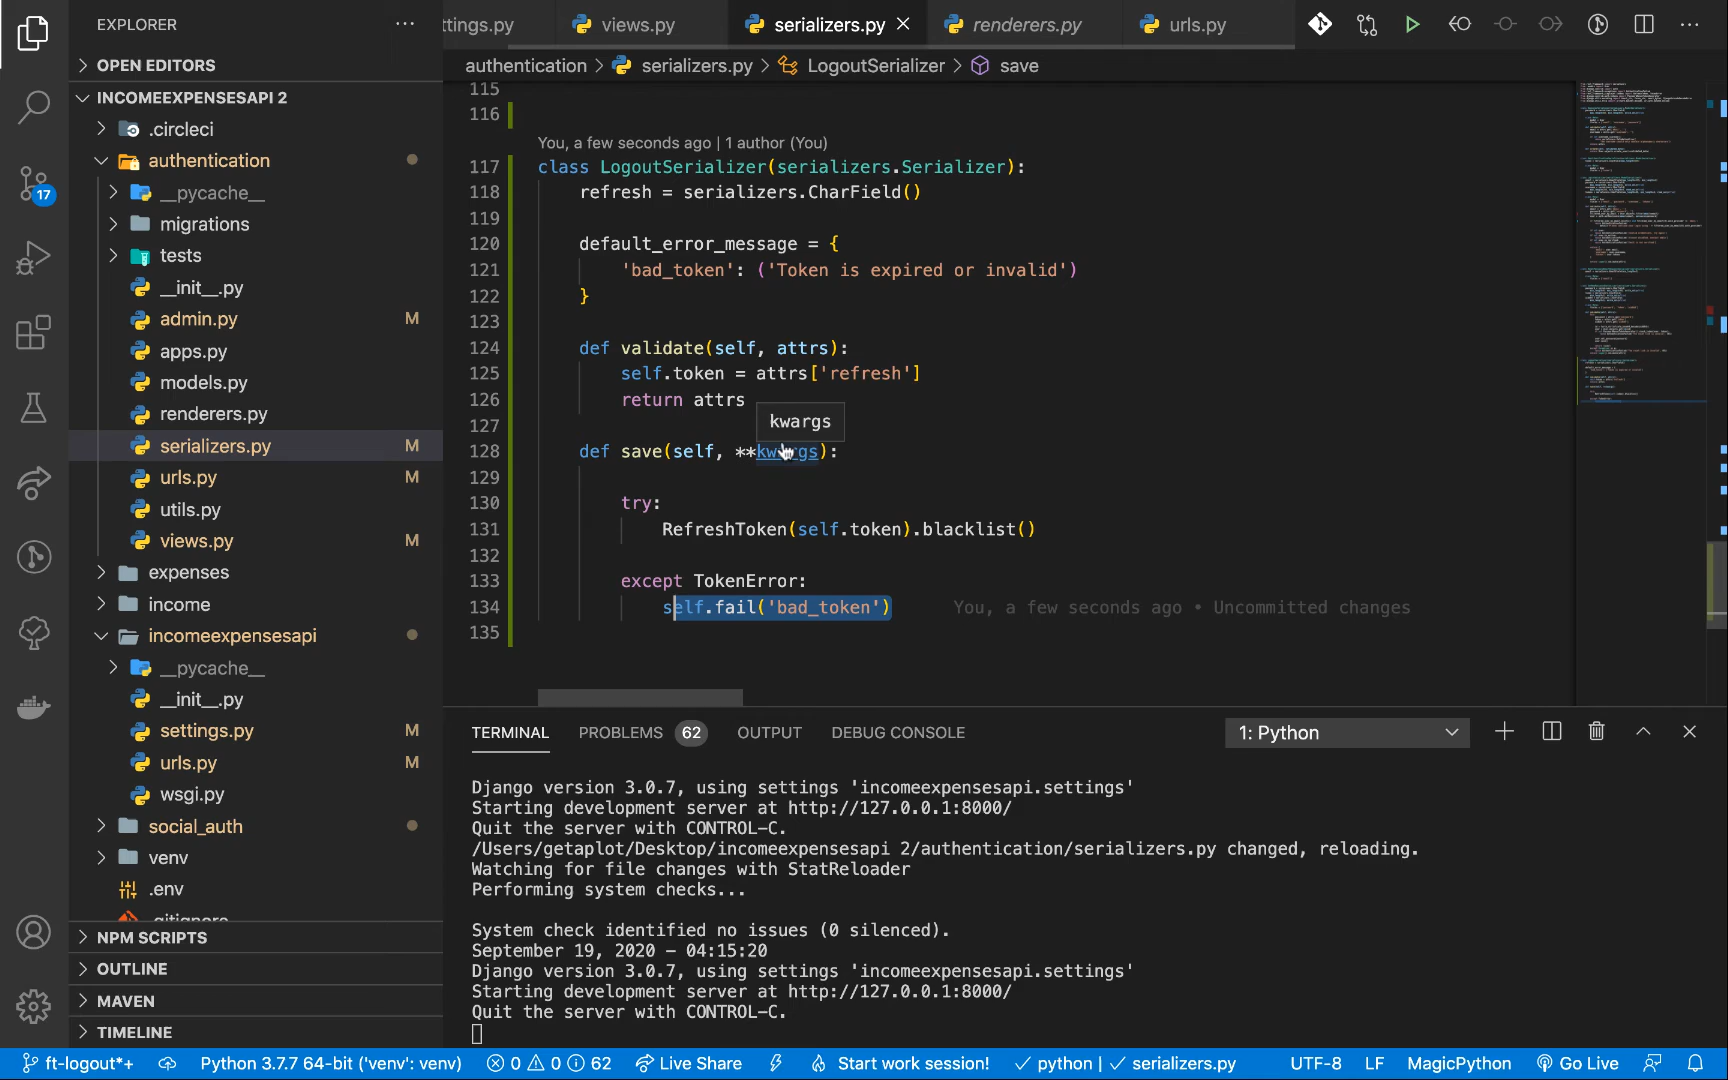 EXPLORER
···
OPEN EDITORS
INCOMEEXPENSESAPI 2
.circleci
authentication
__pycache__
migrations
tests
__init__.py
admin.py M
apps.py
models.py
renderers.py
serializers.py M
urls.py M
utils.py
views.py M
expenses
income
incomeexpensesapi
__pycache__
__init__.py
settings.py M
urls.py M
wsgi.py
social_auth
venv
.env
.gitignore
NPM SCRIPTS
OUTLINE
MAVEN
TIMELINE
17
ttings.py views.py serializers.py renderers.py urls.py
authentication > serializers.py > LogoutSerializer > save
115
116
You, a few seconds ago | 1 author (You)
117 class LogoutSerializer(serializers.Serializer):
118 refresh = serializers.CharField()
119
120 default_error_message = {
121 'bad_token': ('Token is expired or invalid')
122 }
123
124 def validate(self, attrs):
125 self.token = attrs['refresh']
126 return attrs
kwargs
127
128 def save(self, **kwargs):
129
130 try:
131 RefreshToken(self.token).blacklist()
132
133 except TokenError:
134 self.fail('bad_token') You, a few seconds ago • Uncommitted changes
135
TERMINAL PROBLEMS 62 OUTPUT DEBUG CONSOLE 1: Python
Django version 3.0.7, using settings 'incomeexpensesapi.settings'
Starting development server at http://127.0.0.1:8000/
Quit the server with CONTROL-C.
/Users/getaplot/Desktop/incomeexpensesapi 2/authentication/serializers.py changed, reloading.
Watching for file changes with StatReloader
Performing system checks...
System check identified no issues (0 silenced).
September 19, 2020 - 04:15:20
Django version 3.0.7, using settings 'incomeexpensesapi.settings'
Starting development server at http://127.0.0.1:8000/
Quit the server with CONTROL-C.
ft-logout*+ Python 3.7.7 64-bit ('venv': venv) 0 0 62 Live Share Start work session! python | serializers.py UTF-8 LF MagicPython Go Live